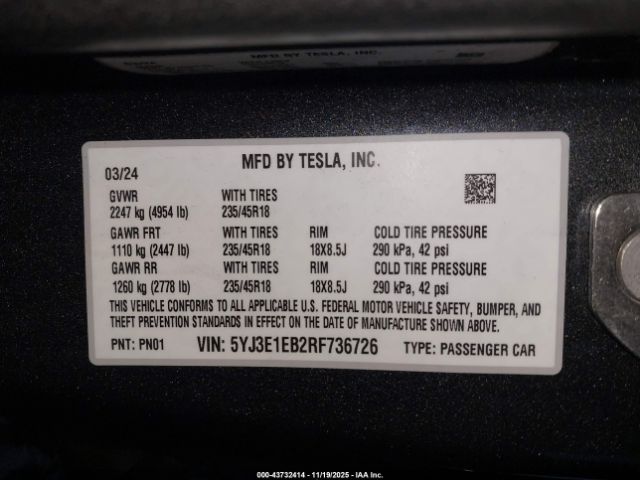 MFD BY TESLA, INC.
MFD BY TESLA, INC.
03/24
GVWR WITH TIRES
2247 kg (4954 lb) 235/45R18
GAWR FRT WITH TIRES RIM COLD TIRE PRESSURE
1110 kg (2447 lb) 235/45R18 18X8.5J 290 kPa, 42 psi
GAWR RR WITH TIRES RIM COLD TIRE PRESSURE
1260 kg (2778 lb) 235/45R18 18X8.5J 290 kPa, 42 psi
THIS VEHICLE CONFORMS TO ALL APPLICABLE U.S. FEDERAL MOTOR VEHICLE SAFETY, BUMPER, AND
THEFT PREVENTION STANDARDS IN EFFECT ON THE DATE OF MANUFACTURE SHOWN ABOVE.
PNT: PN01 VIN: 5YJ3E1EB2RF736726 TYPE: PASSENGER CAR
000-43732414 - 11/19/2025 - IAA Inc.